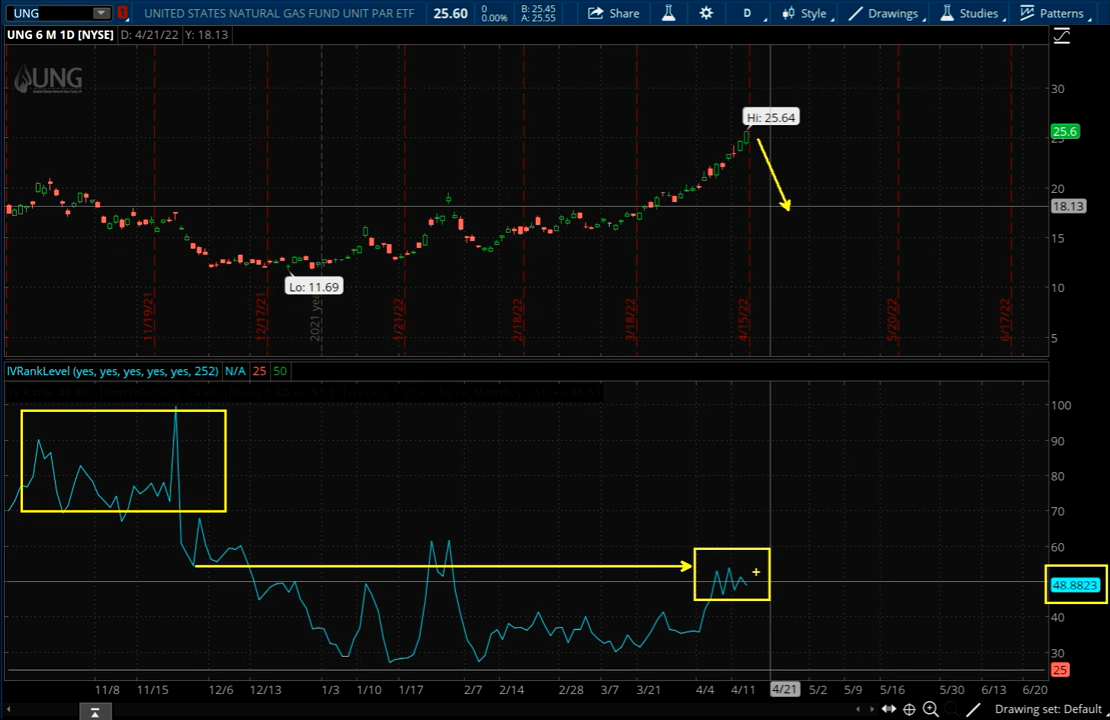 UNG 1 UNITED STATES NATURAL GAS FUND UNIT PAR ETF 25.60 0 0.00% B: 25.45 A: 25.55 Share D Style Drawings Studies Patterns
UNG 6 M 1D [NYSE] D: 4/21/22 Y: 18.13
UNG
30
Hi: 25.64
25.6
25
20
18.13
15
Lo: 11.69
10
11/19/21 12/17/21 2021 year 1/21/22 2/18/22 3/18/22 4/15/22 5/20/22 6/17/22
5
IVRankLevel (yes, yes, yes, yes, yes, 252) N/A 25 50
100
90
80
70
60
48.8823
40
30
25
11/8 11/15 12/6 12/13 1/3 1/10 1/17 2/7 2/14 2/28 3/7 3/21 4/4 4/11 4/21 5/2 5/9 5/16 5/30 6/13 6/20
Drawing set: Default